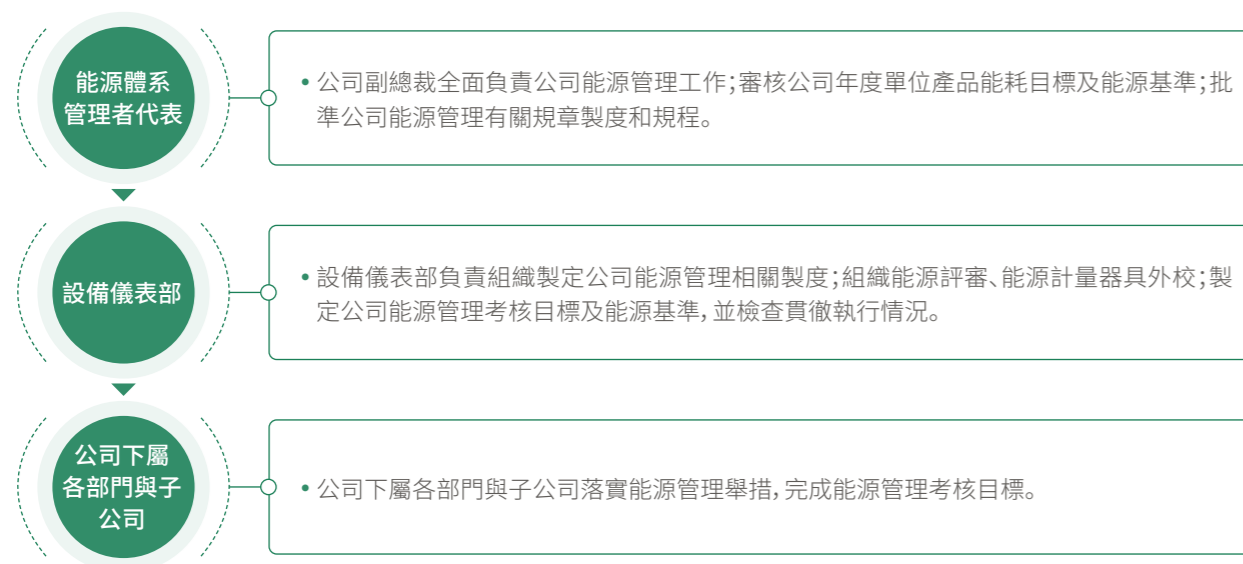 能源體系
管理者代表
•公司副總裁全面負責公司能源管理工作;審核公司年度單位產品能耗目標及能源基準;批
準公司能源管理有關規章製度和規程。
設備儀表部
•設備儀表部負責組織製定公司能源管理相關製度;組織能源評審、能源計量器具外校;製
定公司能源管理考核目標及能源基準,並檢查貫徹執行情況。
公司下屬
各部門與子
公司
•公司下屬各部門與子公司落實能源管理舉措,完成能源管理考核目標。